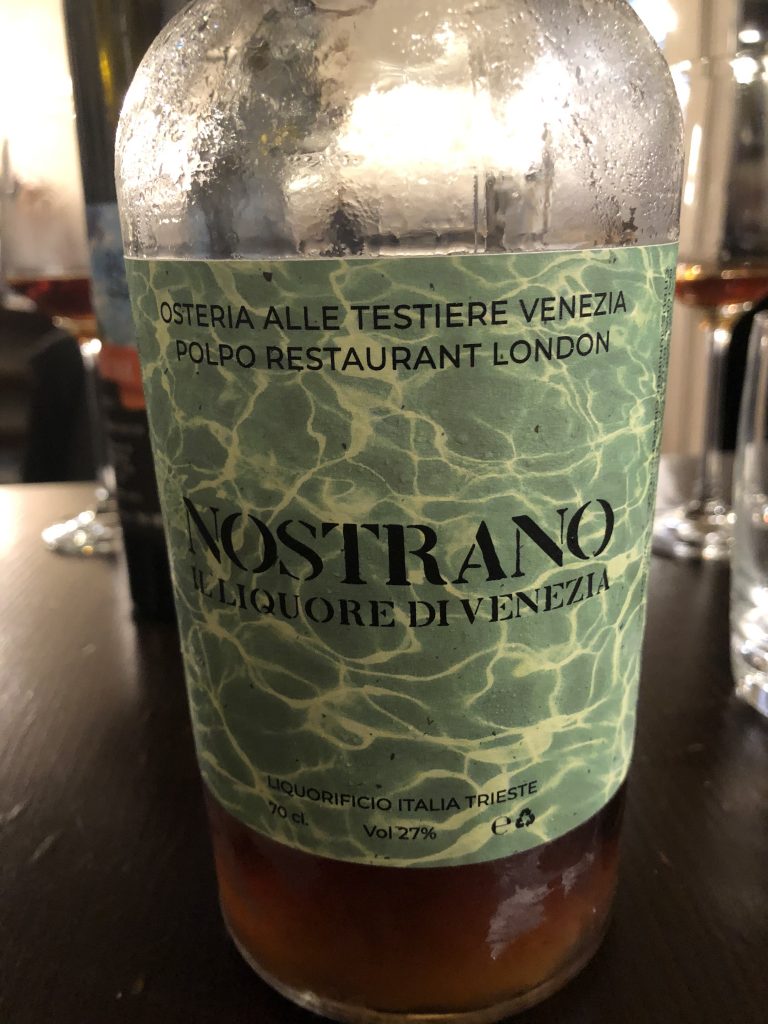 OSTERIA ALLE TESTIERE VENEZIA
POLPO RESTAURANT LONDON
NOSTRANO
IL LIQUORE DI VENEZIA
LIQUORIFICIO ITALIA TRIESTE
70 cl.
Vol 27%
e